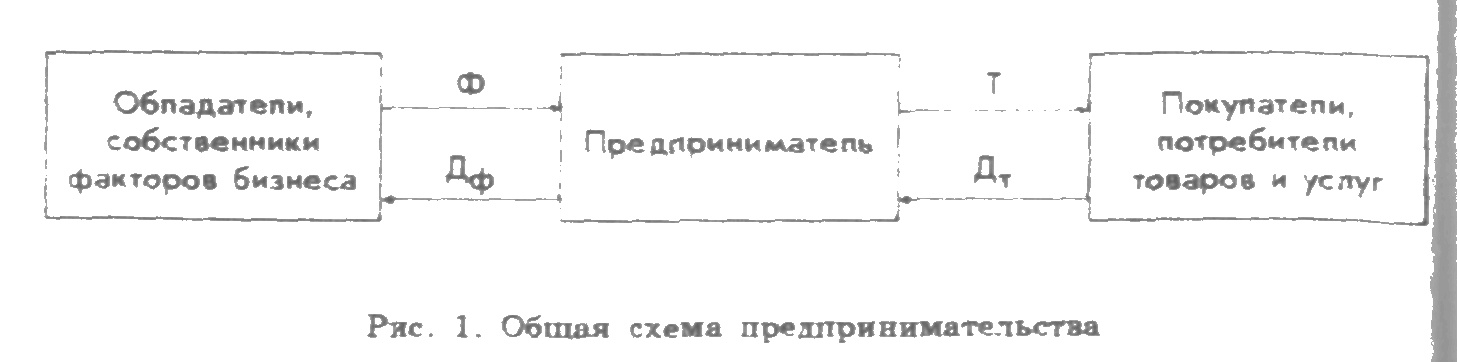 Обладатели,
собственники
факторов бизнеса
Ф
Дф
Предприниматель
Т
Дт
Покупатели,
потребители
товаров и услуг
Рис. 1. Общая схема предпринимательства